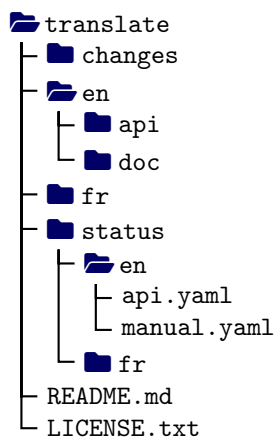 translate
changes
en
api
doc
fr
status
en
api.yaml
manual.yaml
fr
README.md
LICENSE.txt